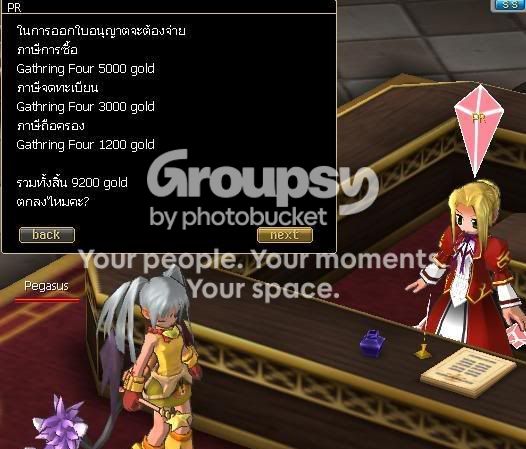 PR
ในการออกใบอนุญาตจะต้องจ่าย
ภาษีการซื้อ
Gathring Four 5000 gold
ภาษีจดทะเบียน
Gathring Four 3000 gold
ภาษีถือครอง
Gathring Four 1200 gold
รวมทั้งสิ้น 9200 gold
ตกลงไหมคะ?
back
next
SS
PR
Pegasus
Groupsy
by photobucket
Your people. Your moments.
Your space.